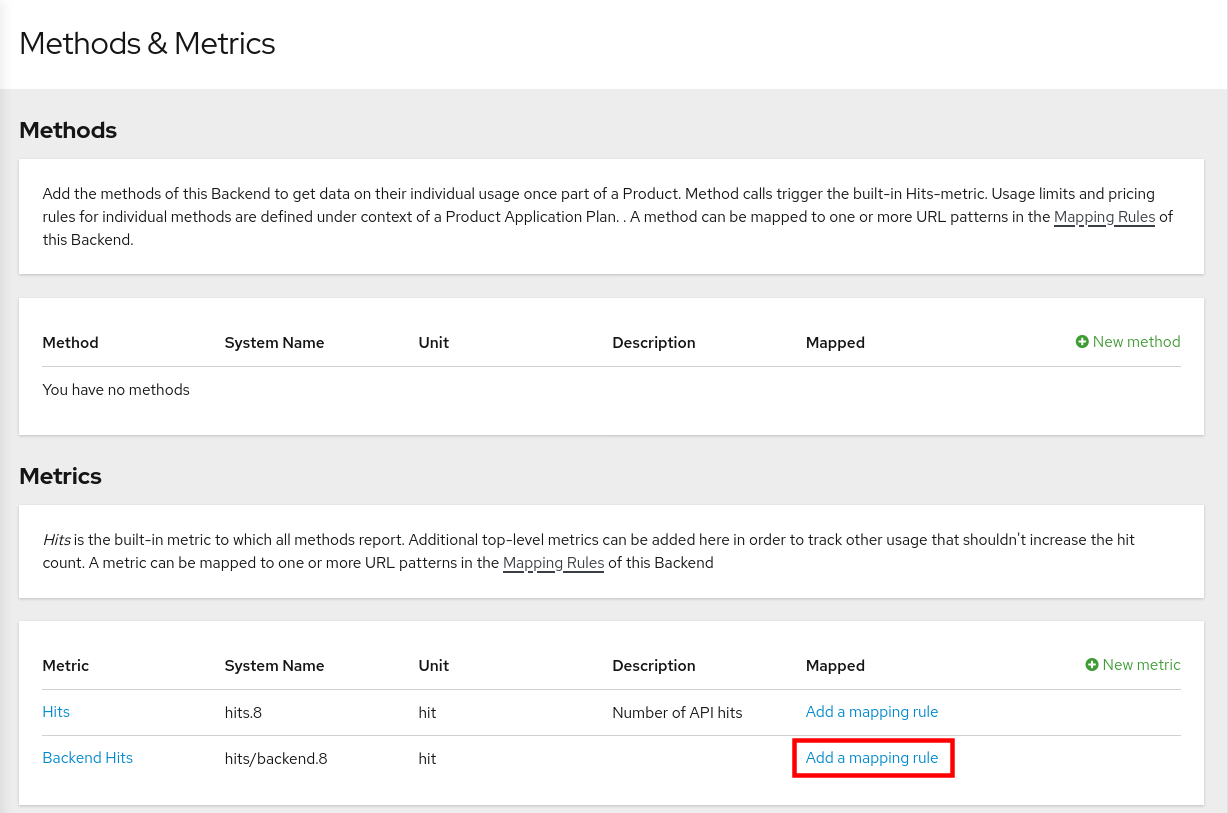 Methods & Metrics
Methods
Add the methods of this Backend to get data on their individual usage once part of a Product. Method calls trigger the built-in Hits-metric. Usage limits and pricing
rules for individual methods are defined under context of a Product Application Plan. . A method can be mapped to one or more URL patterns in the Mapping Rules of
this Backend.
Method System Name Unit Description Mapped New method
You have no methods
Metrics
Hits is the built-in metric to which all methods report. Additional top-level metrics can be added here in order to track other usage that shouldn't increase the hit
count. A metric can be mapped to one or more URL patterns in the Mapping Rules of this Backend
Metric System Name Unit Description Mapped New metric
Hits hits.8 hit Number of API hits Add a mapping rule
Backend Hits hits/backend.8 hit Add a mapping rule